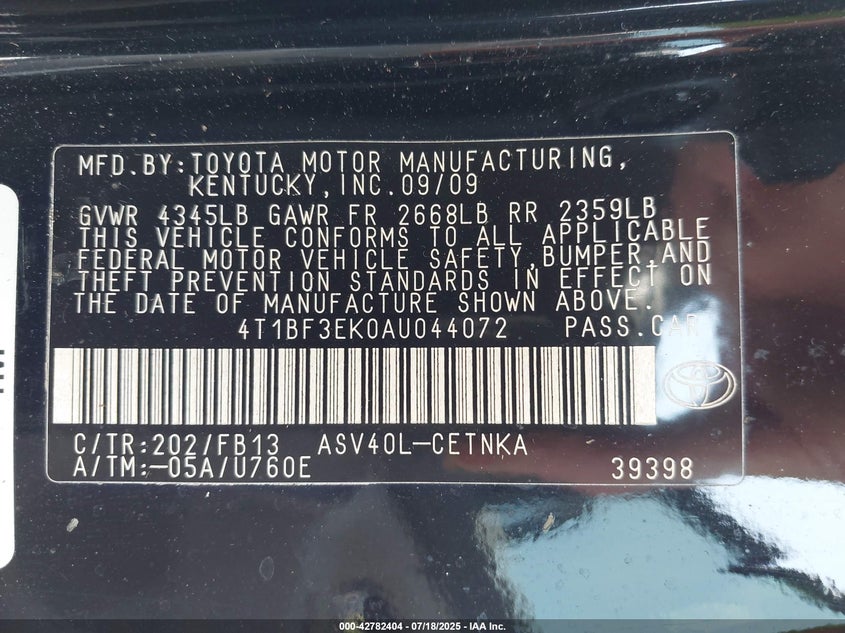 MFD.BY:TOYOTA MOTOR MANUFACTURING,
KENTUCKY,INC.09/09
GVWR 4345LB GAWR FR 2668LB RR 2359LB
THIS VEHICLE CONFORMS TO ALL APPLICABLE
FEDERAL MOTOR VEHICLE SAFETY,BUMPER,AND
THEFT PREVENTION STANDARDS IN EFFECT ON
THE DATE OF MANUFACTURE SHOWN ABOVE.
4T1BF3EK0AU044072 PASS.CAR
C/TR:202/FB13 ASV40L-CETNKA
A/TM:-05A/U760E 39398
000-42782404 - 07/18/2025 - IAA Inc.